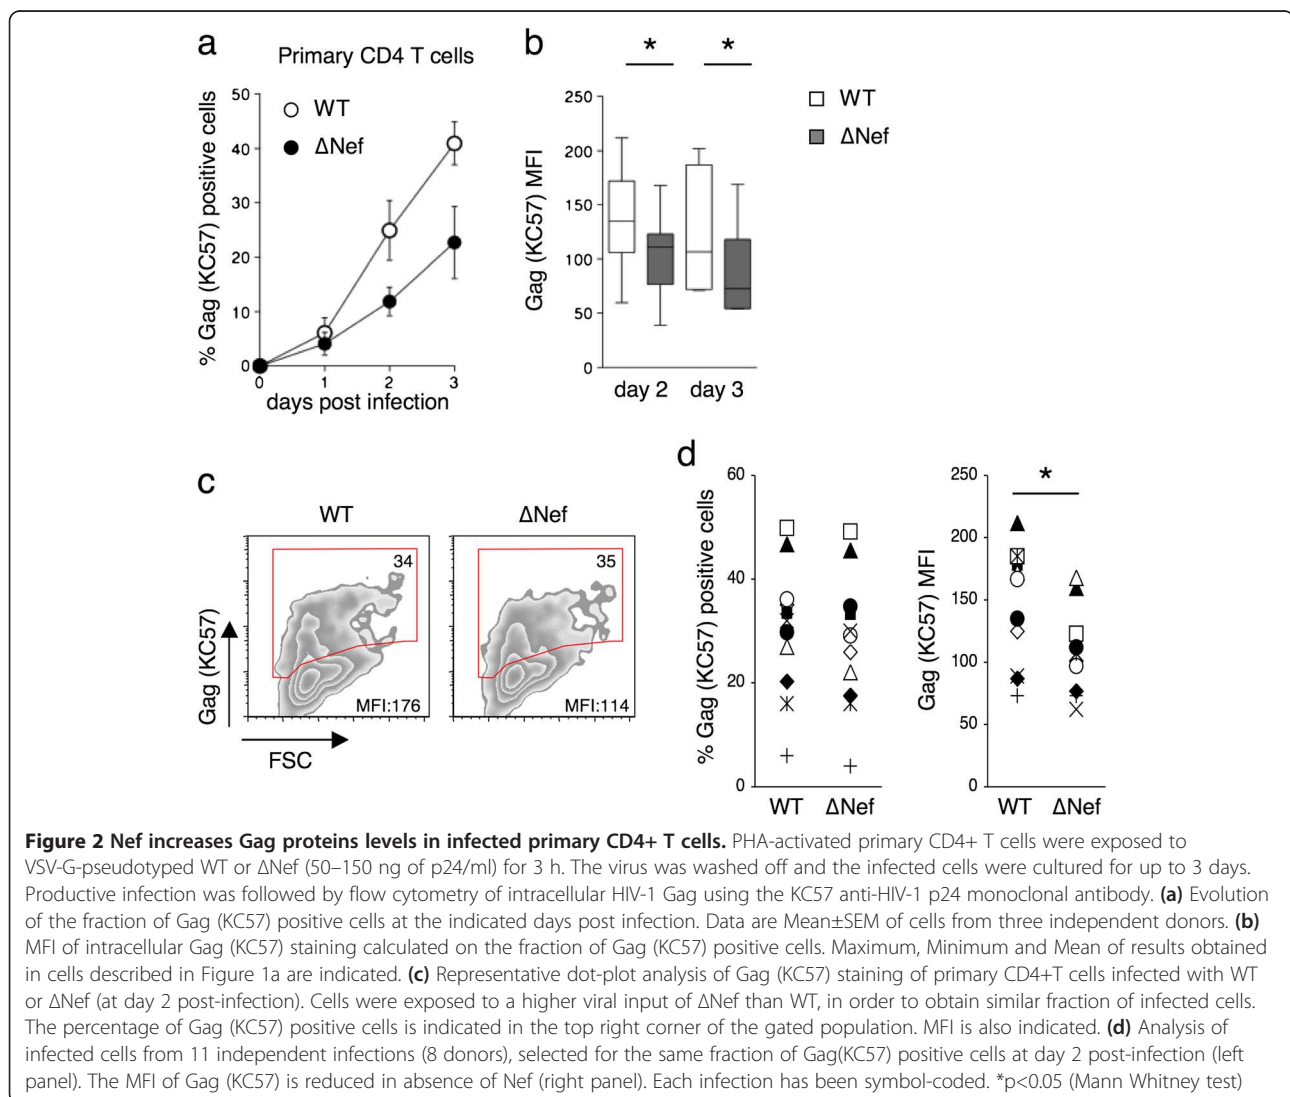 a
Primary CD4 T cells
WT
ΔNef
% Gag (KC57) positive cells
50
40
30
20
10
0
0 1 2 3
days post infection
b
* *
WT
ΔNef
Gag (KC57) MFI
250
200
150
100
50
0
day 2 day 3
c
WT ΔNef
Gag (KC57)
34
MFI:176
35
MFI:114
FSC
d
% Gag (KC57) positive cells
60
40
20
0
WT ΔNef
*
Gag (KC57) MFI
250
200
150
100
50
0
WT ΔNef
Figure 2 Nef increases Gag proteins levels in infected primary CD4+ T cells. PHA-activated primary CD4+ T cells were exposed to
VSV-G-pseudotyped WT or ΔNef (50–150 ng of p24/ml) for 3 h. The virus was washed off and the infected cells were cultured for up to 3 days.
Productive infection was followed by flow cytometry of intracellular HIV-1 Gag using the KC57 anti-HIV-1 p24 monoclonal antibody. (a) Evolution
of the fraction of Gag (KC57) positive cells at the indicated days post infection. Data are Mean±SEM of cells from three independent donors. (b)
MFI of intracellular Gag (KC57) staining calculated on the fraction of Gag (KC57) positive cells. Maximum, Minimum and Mean of results obtained
in cells described in Figure 1a are indicated. (c) Representative dot-plot analysis of Gag (KC57) staining of primary CD4+T cells infected with WT
or ΔNef (at day 2 post-infection). Cells were exposed to a higher viral input of ΔNef than WT, in order to obtain similar fraction of infected cells.
The percentage of Gag (KC57) positive cells is indicated in the top right corner of the gated population. MFI is also indicated. (d) Analysis of
infected cells from 11 independent infections (8 donors), selected for the same fraction of Gag(KC57) positive cells at day 2 post-infection (left
panel). The MFI of Gag (KC57) is reduced in absence of Nef (right panel). Each infection has been symbol-coded. *p<0.05 (Mann Whitney test)